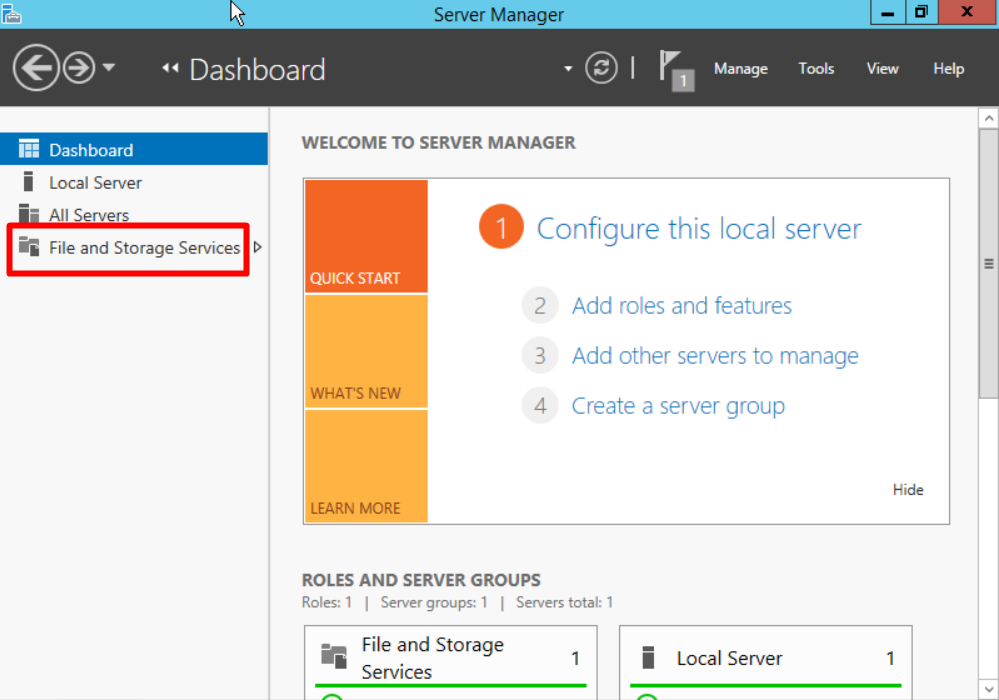 Server Manager
Dashboard
1
Manage
Tools
View
Help
Dashboard
Local Server
All Servers
File and Storage Services
WELCOME TO SERVER MANAGER
QUICK START
WHAT'S NEW
LEARN MORE
1 Configure this local server
2 Add roles and features
3 Add other servers to manage
4 Create a server group
Hide
ROLES AND SERVER GROUPS
Roles: 1 | Server groups: 1 | Servers total: 1
File and Storage
Services
1
Local Server
1